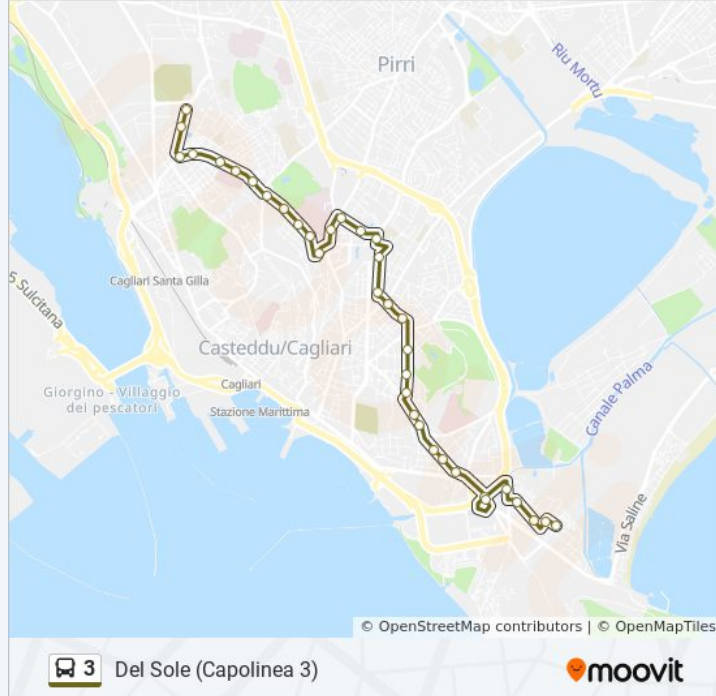 Pirri
Riu Mortu
Cagliari Santa Gilla
5 Sulcitana
Casteddu/Cagliari
Cagliari
Giorgino - Villaggio
dei pescatori
Stazione Marittima
Canale Palma
Via Saline
© OpenStreetMap contributors | © OpenMapTiles
3 Del Sole (Capolinea 3)
moovit